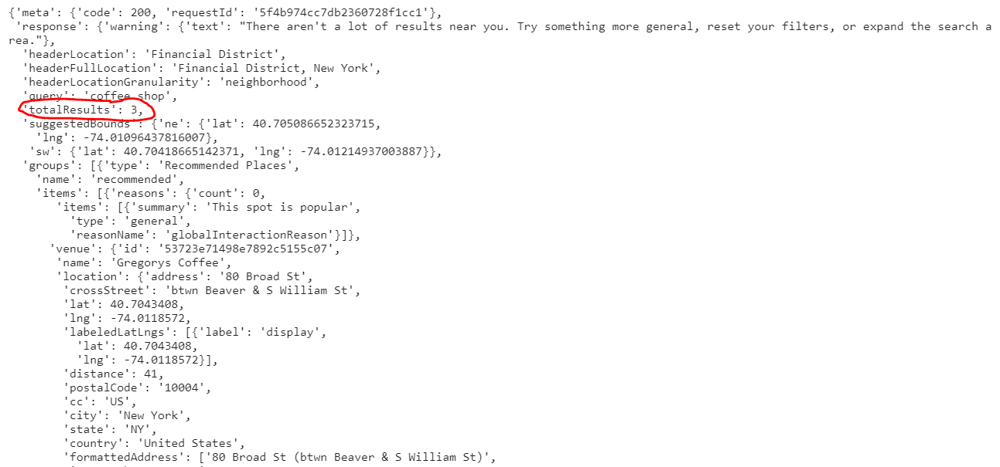 {'meta': {'code': 200, 'requestId': '5f4b974cc7db2360728f1cc1'},
'response': {'warning': {'text': "There aren't a lot of results near you. Try something more general, reset your filters, or expand the search a
rea."},
'headerLocation': 'Financial District',
'headerFullLocation': 'Financial District, New York',
'headerLocationGranularity': 'neighborhood',
'query': 'coffee shop',
'totalResults': 3,
'suggestedBounds': {'ne': {'lat': 40.705086652323715,
'lng': -74.01096437816007},
'sw': {'lat': 40.70418665142371, 'lng': -74.01214937003887}},
'groups': [{'type': 'Recommended Places',
'name': 'recommended',
'items': [{'reasons': {'count': 0,
'items': [{'summary': 'This spot is popular',
'type': 'general',
'reasonName': 'globalInteractionReason'}]},
'venue': {'id': '53723e71498e7892c5155c07',
'name': 'Gregorys Coffee',
'location': {'address': '80 Broad St',
'crossStreet': 'btwn Beaver & S William St',
'lat': 40.7043408,
'lng': -74.0118572,
'labeledLatLngs': [{'label': 'display',
'lat': 40.7043408,
'lng': -74.0118572}],
'distance': 41,
'postalCode': '10004',
'cc': 'US',
'city': 'New York',
'state': 'NY',
'country': 'United States',
'formattedAddress': ['80 Broad St (btwn Beaver & S William St)',